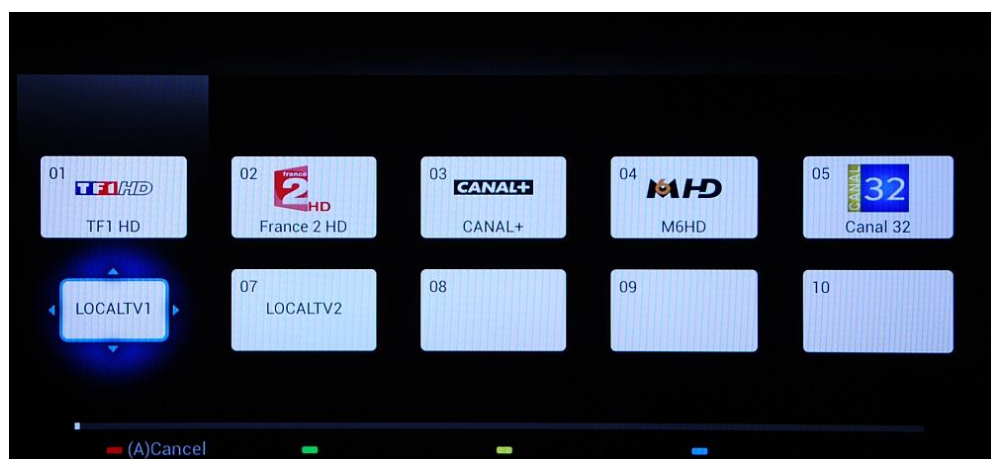 01
TF1 HD
TF1 HD
02
france
2
HD
France 2 HD
03
CANAL+
CANAL+
04
M6 HD
M6HD
05
CANAL
32
Canal 32
LOCALTV1
07
LOCALTV2
08
09
10
(A)Cancel